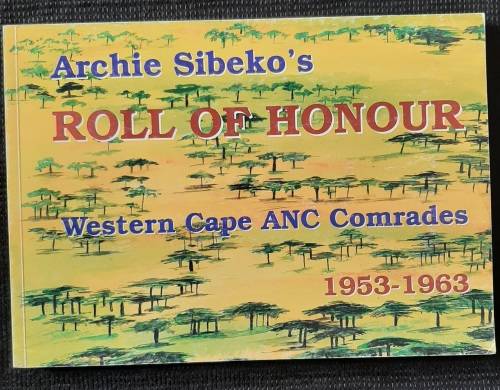 Archie Sibeko's
ROLL OF HONOUR
Western Cape ANC Comrades
1953-1963